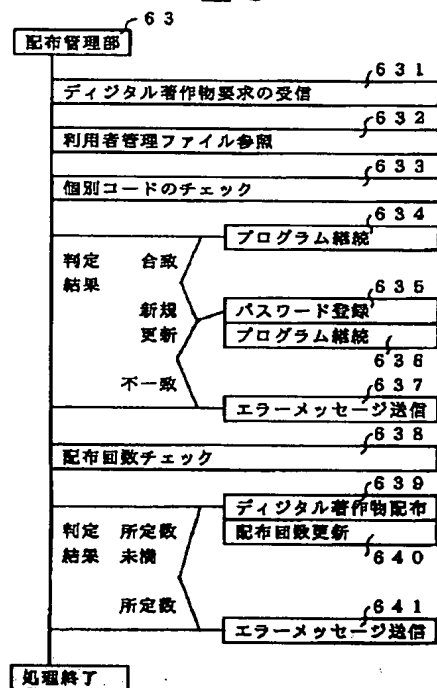 63
配布管理部
631
ディジタル著作物要求の受信
632
利用者管理ファイル参照
633
個別コードのチェック
634
プログラム継続
判定 合致
結果
635
新規 パスワード登録
更新 プログラム継続
636
637
不一致
エラーメッセージ送信
638
配布回数チェック
639
ディジタル著作物配布
判定 所定数 配布回数更新
結果 未満
640
所定数
641
エラーメッセージ送信
処理終了